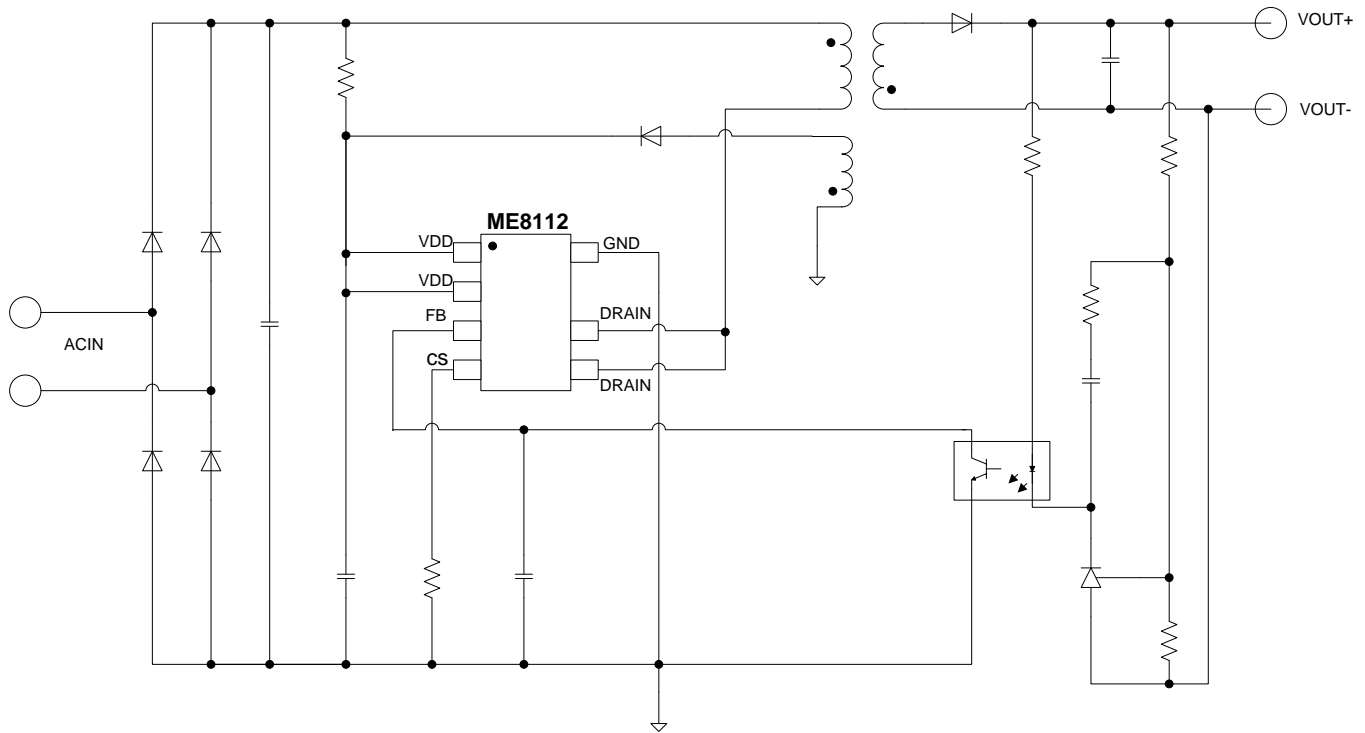 VOUT+
VOUT-
ME8112
VDD
GND
VDD
FB
DRAIN
ACIN
CS
DRAIN